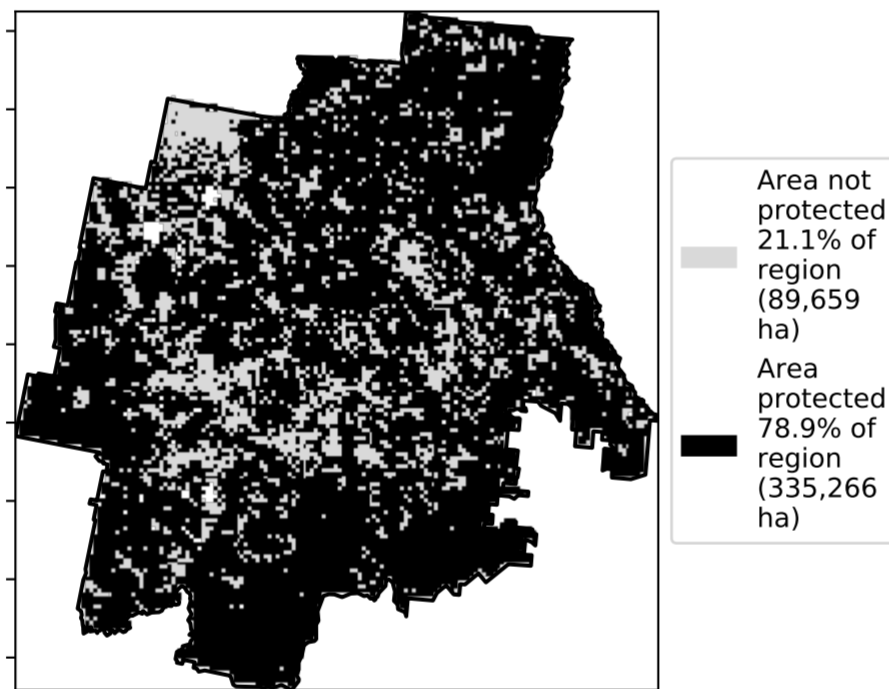 Area not
protected
21.1% of
region
(89,659
ha)
Area
protected
78.9% of
region
(335,266
ha)